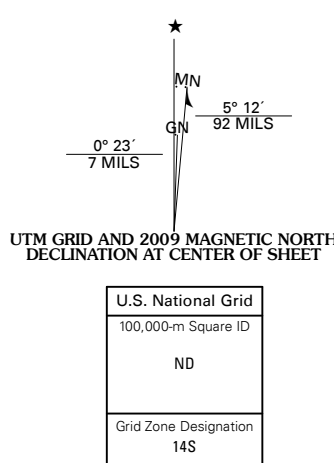 ★
MN
GN
5° 12´
92 MILS
0° 23´
7 MILS
UTM GRID AND 2009 MAGNETIC NORTH
DECLINATION AT CENTER OF SHEET
U.S. National Grid
100,000-m Square ID
ND
Grid Zone Designation
14S